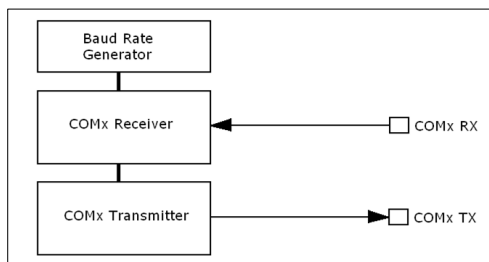 Baud Rate
Generator
COMx Receiver
COMx RX
COMx Transmitter
COMx TX